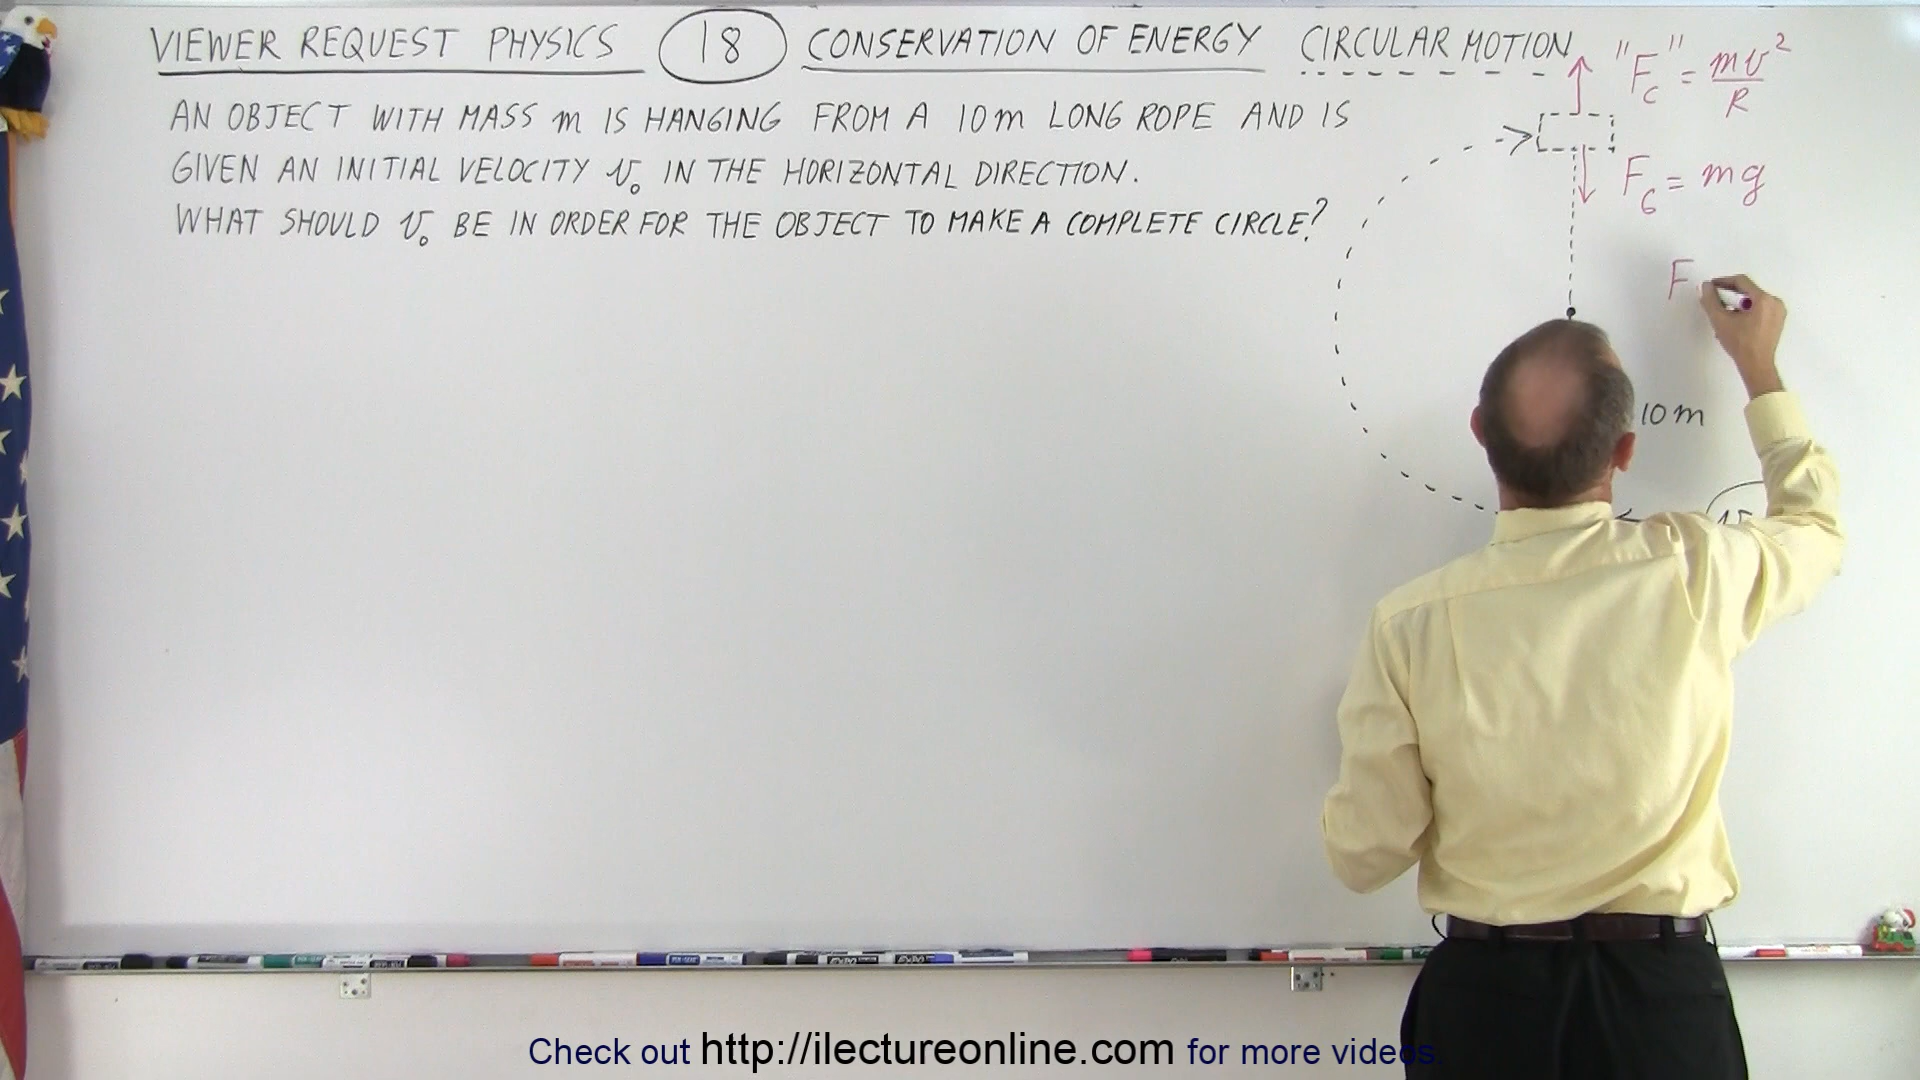 VIEWER REQUEST PHYSICS 18 CONSERVATION OF ENERGY CIRCULAR MOTION
AN OBJECT WITH MASS m IS HANGING FROM A 10m LONG ROPE AND IS
GIVEN AN INITIAL VELOCITY v₀ IN THE HORIZONTAL DIRECTION.
WHAT SHOULD v₀ BE IN ORDER FOR THE OBJECT TO MAKE A COMPLETE CIRCLE?
"F_C" = mv²/R
F_G = mg
F
10m
Check out http://ilectureonline.com for more videos.